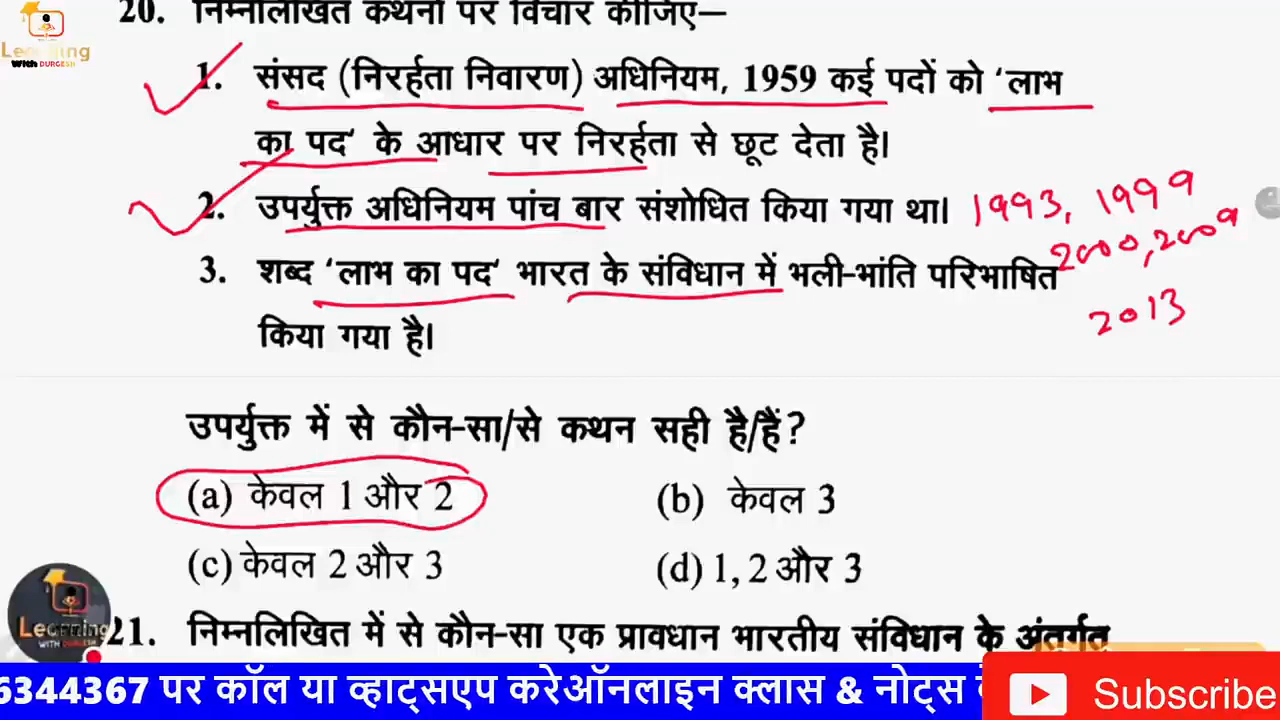 20. निम्नलिखित कथनों पर विचार कीजिए–
Learning
With DURGESH
1. संसद (निरर्हता निवारण) अधिनियम, 1959 कई पदों को ‘लाभ
का पद’ के आधार पर निरर्हता से छूट देता है।
2. उपर्युक्त अधिनियम पांच बार संशोधित किया गया था। 1993, 1999
2000, 2009
3. शब्द ‘लाभ का पद’ भारत के संविधान में भली-भांति परिभाषित
2013
किया गया है।
उपर्युक्त में से कौन-सा/से कथन सही है/हैं?
(a) केवल 1 और 2 (b) केवल 3
(c) केवल 2 और 3 (d) 1, 2 और 3
Learning
WITH DURGESH
21. निम्नलिखित में से कौन-सा एक प्रावधान भारतीय संविधान के अंतर्गत
6344367 पर कॉल या व्हाट्सएप करेऑनलाइन क्लास & नोट्स
Subscribe